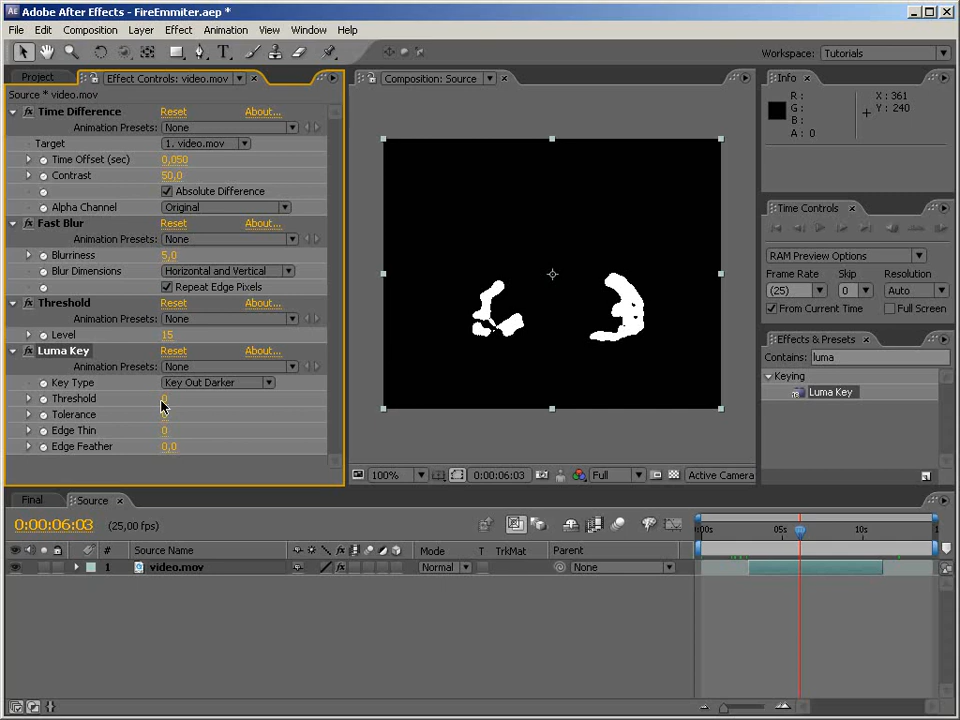 Adobe After Effects - FireEmmiter.aep *
File Edit Composition Layer Effect Animation View Window Help
Workspace: Tutorials
Project Effect Controls: video.mov
Source * video.mov
Time Difference Reset About...
Animation Presets: None
Target 1. video.mov
Time Offset (sec) 0,050
Contrast 50,0
Absolute Difference
Alpha Channel Original
Fast Blur Reset About...
Animation Presets: None
Blurriness 5,0
Blur Dimensions Horizontal and Vertical
Repeat Edge Pixels
Threshold Reset About...
Animation Presets: None
Level 15
Luma Key Reset About...
Animation Presets: None
Key Type Key Out Darker
Threshold 0
Tolerance
Edge Thin 0
Edge Feather 0,0
Composition: Source
100% 0:00:06:03 Full Active Camera
Info
R:
G:
B:
A: 0
X: 361
Y: 240
Time Controls
RAM Preview Options
Frame Rate Skip Resolution
(25) 0 Auto
From Current Time Full Screen
Effects & Presets
Contains: luma
Keying
Luma Key
Final Source
0:00:06:03 (25,00 fps)
:00s 05s 10s 1
# Source Name Mode T TrkMat Parent
1 video.mov Normal None